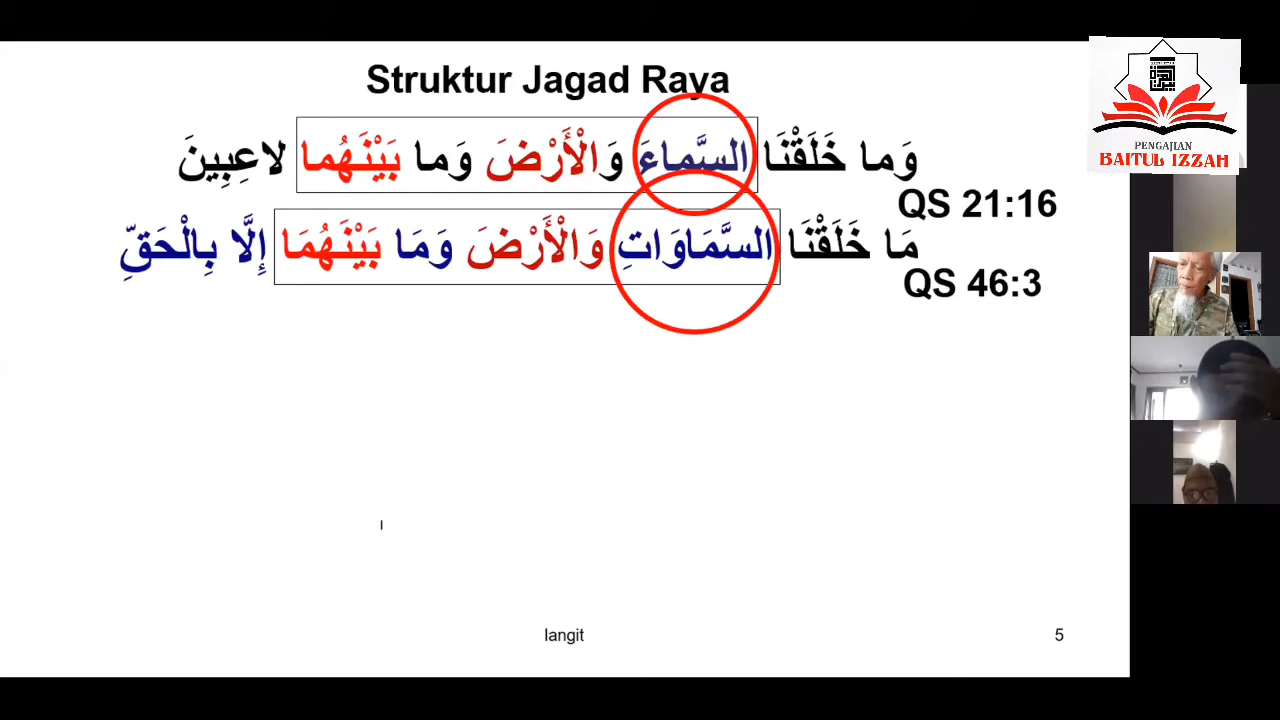 Struktur Jagad Raya
وَما خَلَقْنَا السَّماءَ وَالْأَرْضَ وَما بَيْنَهُما لاعِبِينَ
QS 21:16
مَا خَلَقْنَا السَّمَاوَاتِ وَالْأَرْضَ وَمَا بَيْنَهُمَا إِلَّا بِالْحَقِّ
QS 46:3
langit
5
PENGAJIAN
BAITUL IZZAH